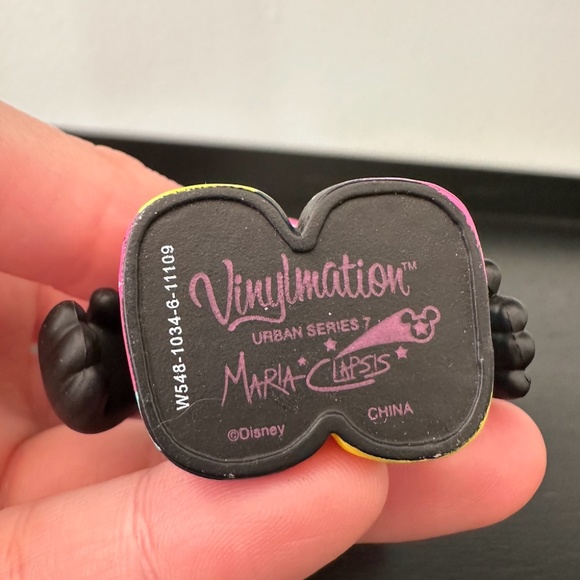 Vinylmation™
URBAN SERIES 7
MARIA CLAPSIS
©Disney
CHINA
W548-1034-6-11109